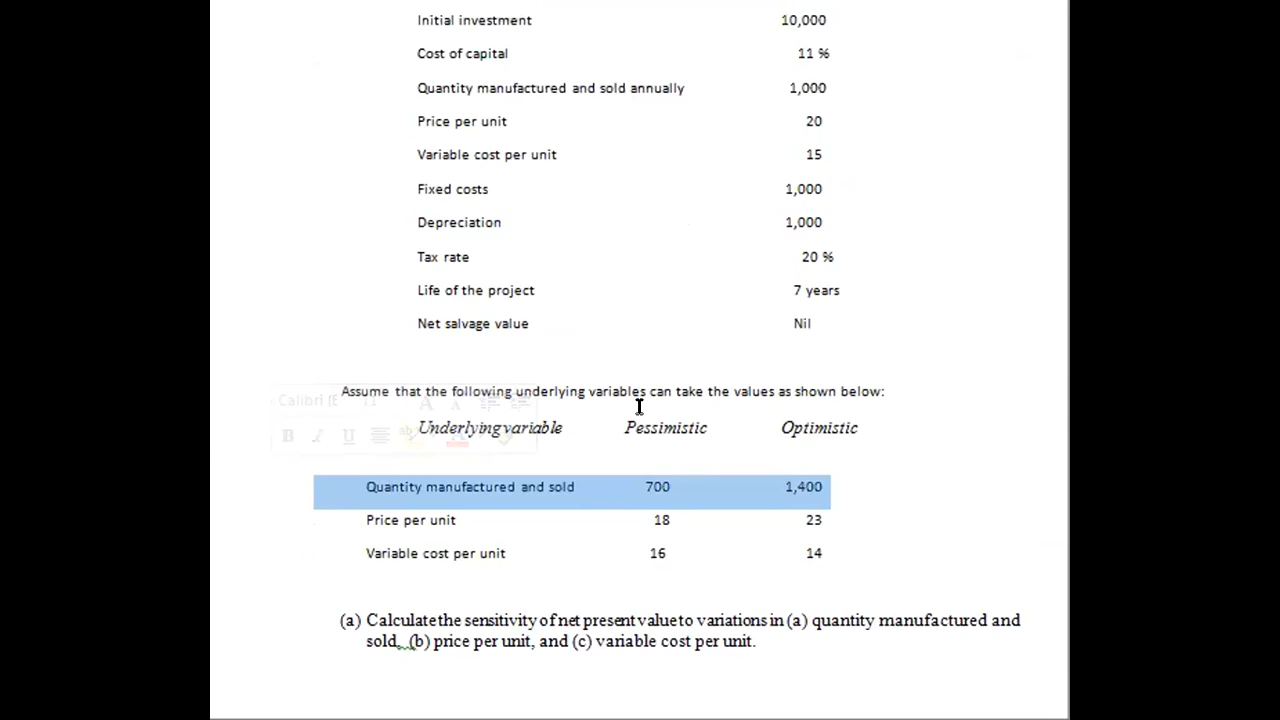 Initial investment 10,000
Cost of capital 11 %
Quantity manufactured and sold annually 1,000
Price per unit 20
Variable cost per unit 15
Fixed costs 1,000
Depreciation 1,000
Tax rate 20 %
Life of the project 7 years
Net salvage value Nil
Assume that the following underlying variables can take the values as shown below:
Calibri (E 11 A A
B I U A
Underlying variable Pessimistic Optimistic
Quantity manufactured and sold 700 1,400
Price per unit 18 23
Variable cost per unit 16 14
(a) Calculate the sensitivity of net present value to variations in (a) quantity manufactured and
sold, (b) price per unit, and (c) variable cost per unit.